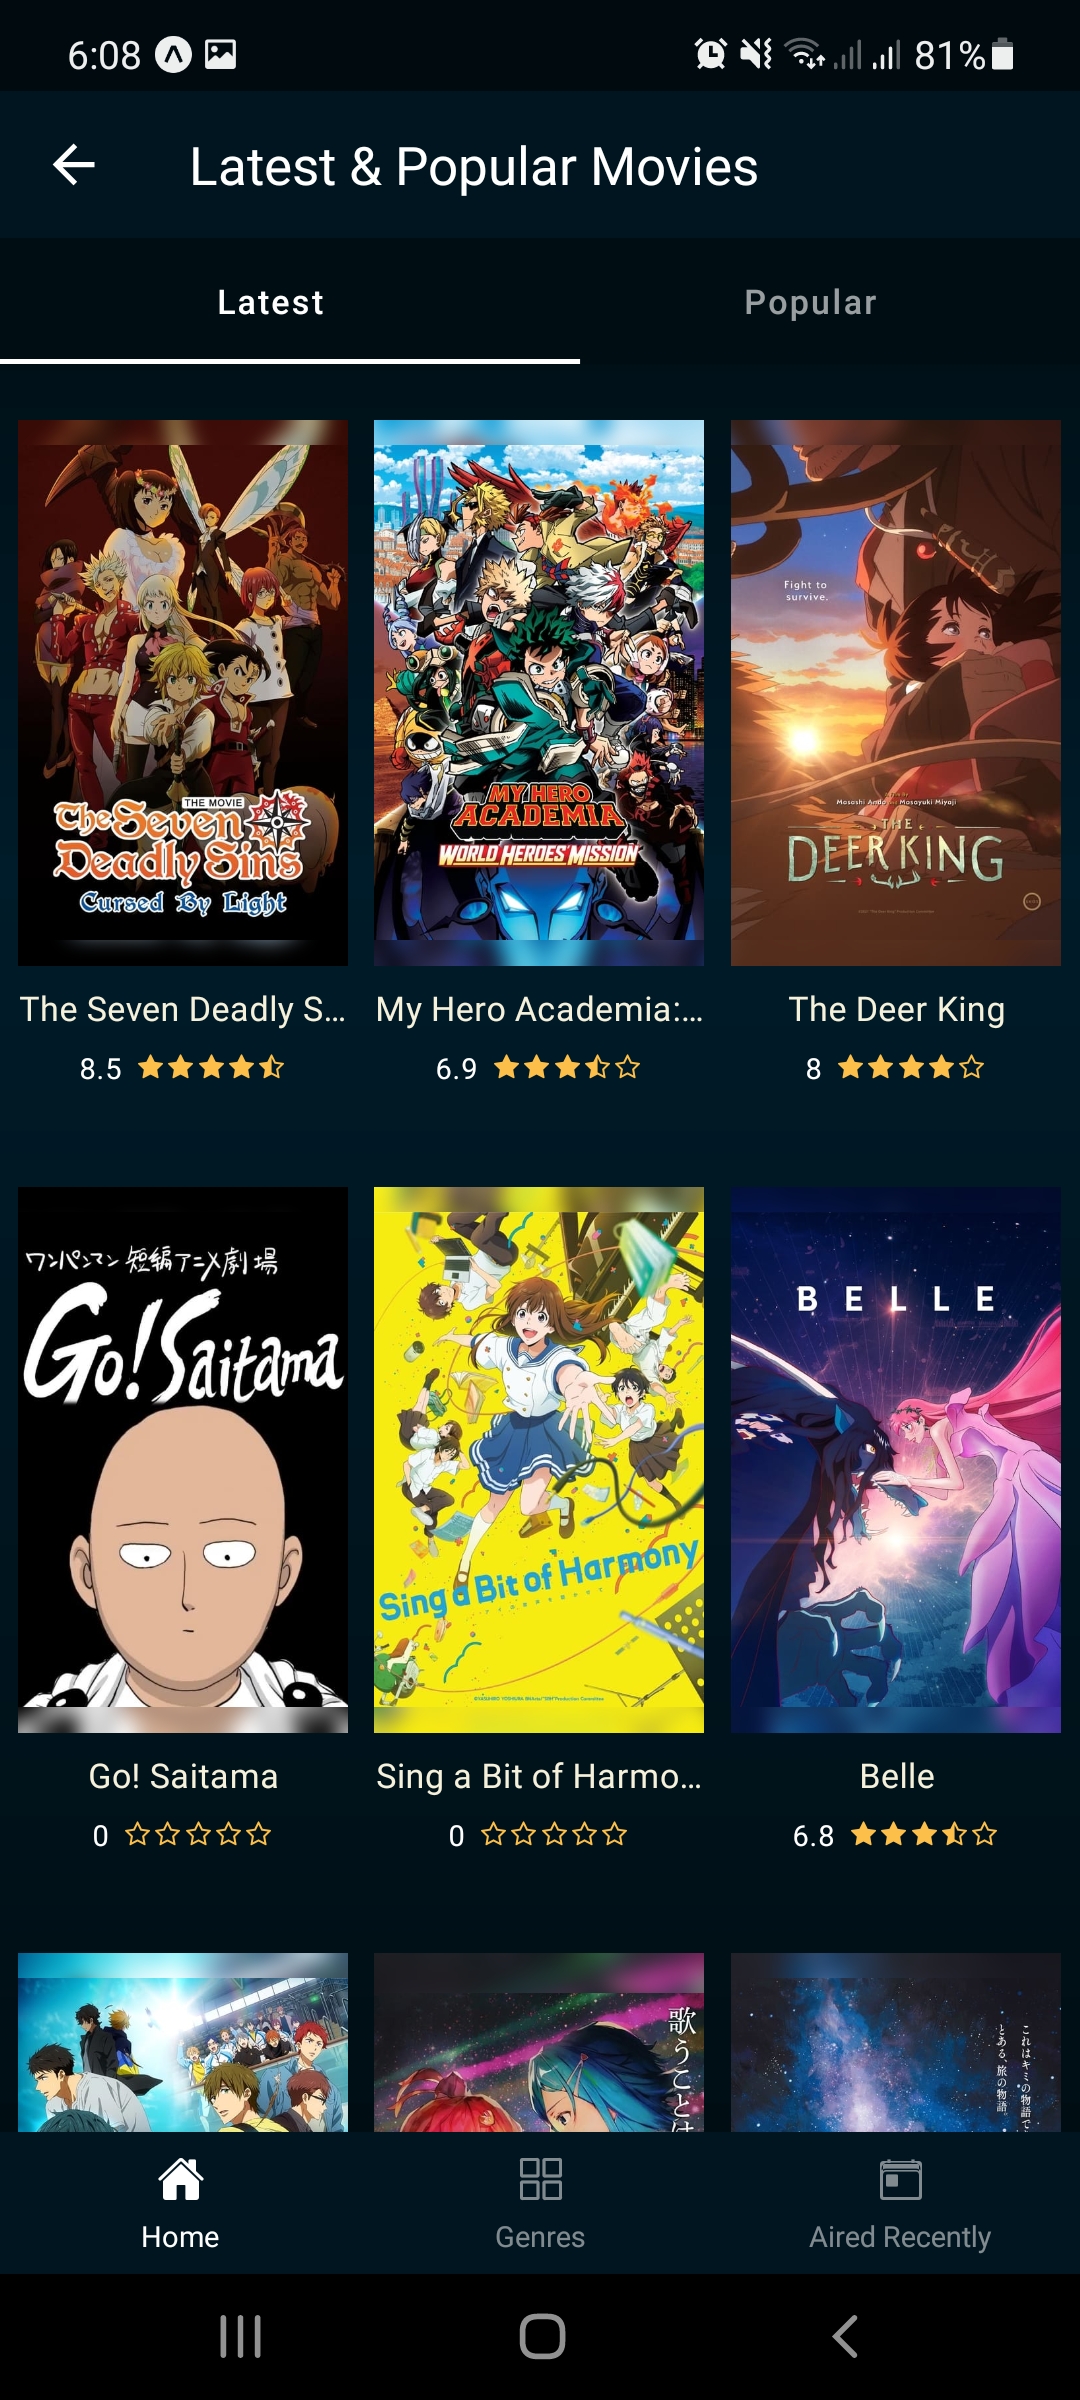 6:08 81%
Latest & Popular Movies
Latest Popular
THE MOVIE
The Seven
Deadly Sins
Cursed By Light
MY HERO
ACADEMIA
WORLD HEROES' MISSION
Fight to
survive.
Masashi Ando Masayuki Miyaji
THE
DEER KING
The Seven Deadly S...
8.5
My Hero Academia:...
6.9
The Deer King
8
ワンパンマン 短編アニメ劇場
Go! Saitama
Sing a Bit of Harmony
BELLE
Go! Saitama
0
Sing a Bit of Harmo...
0
Belle
6.8
歌うことは
これはキミの物語で
とある、旅の物語。
Home Genres Aired Recently